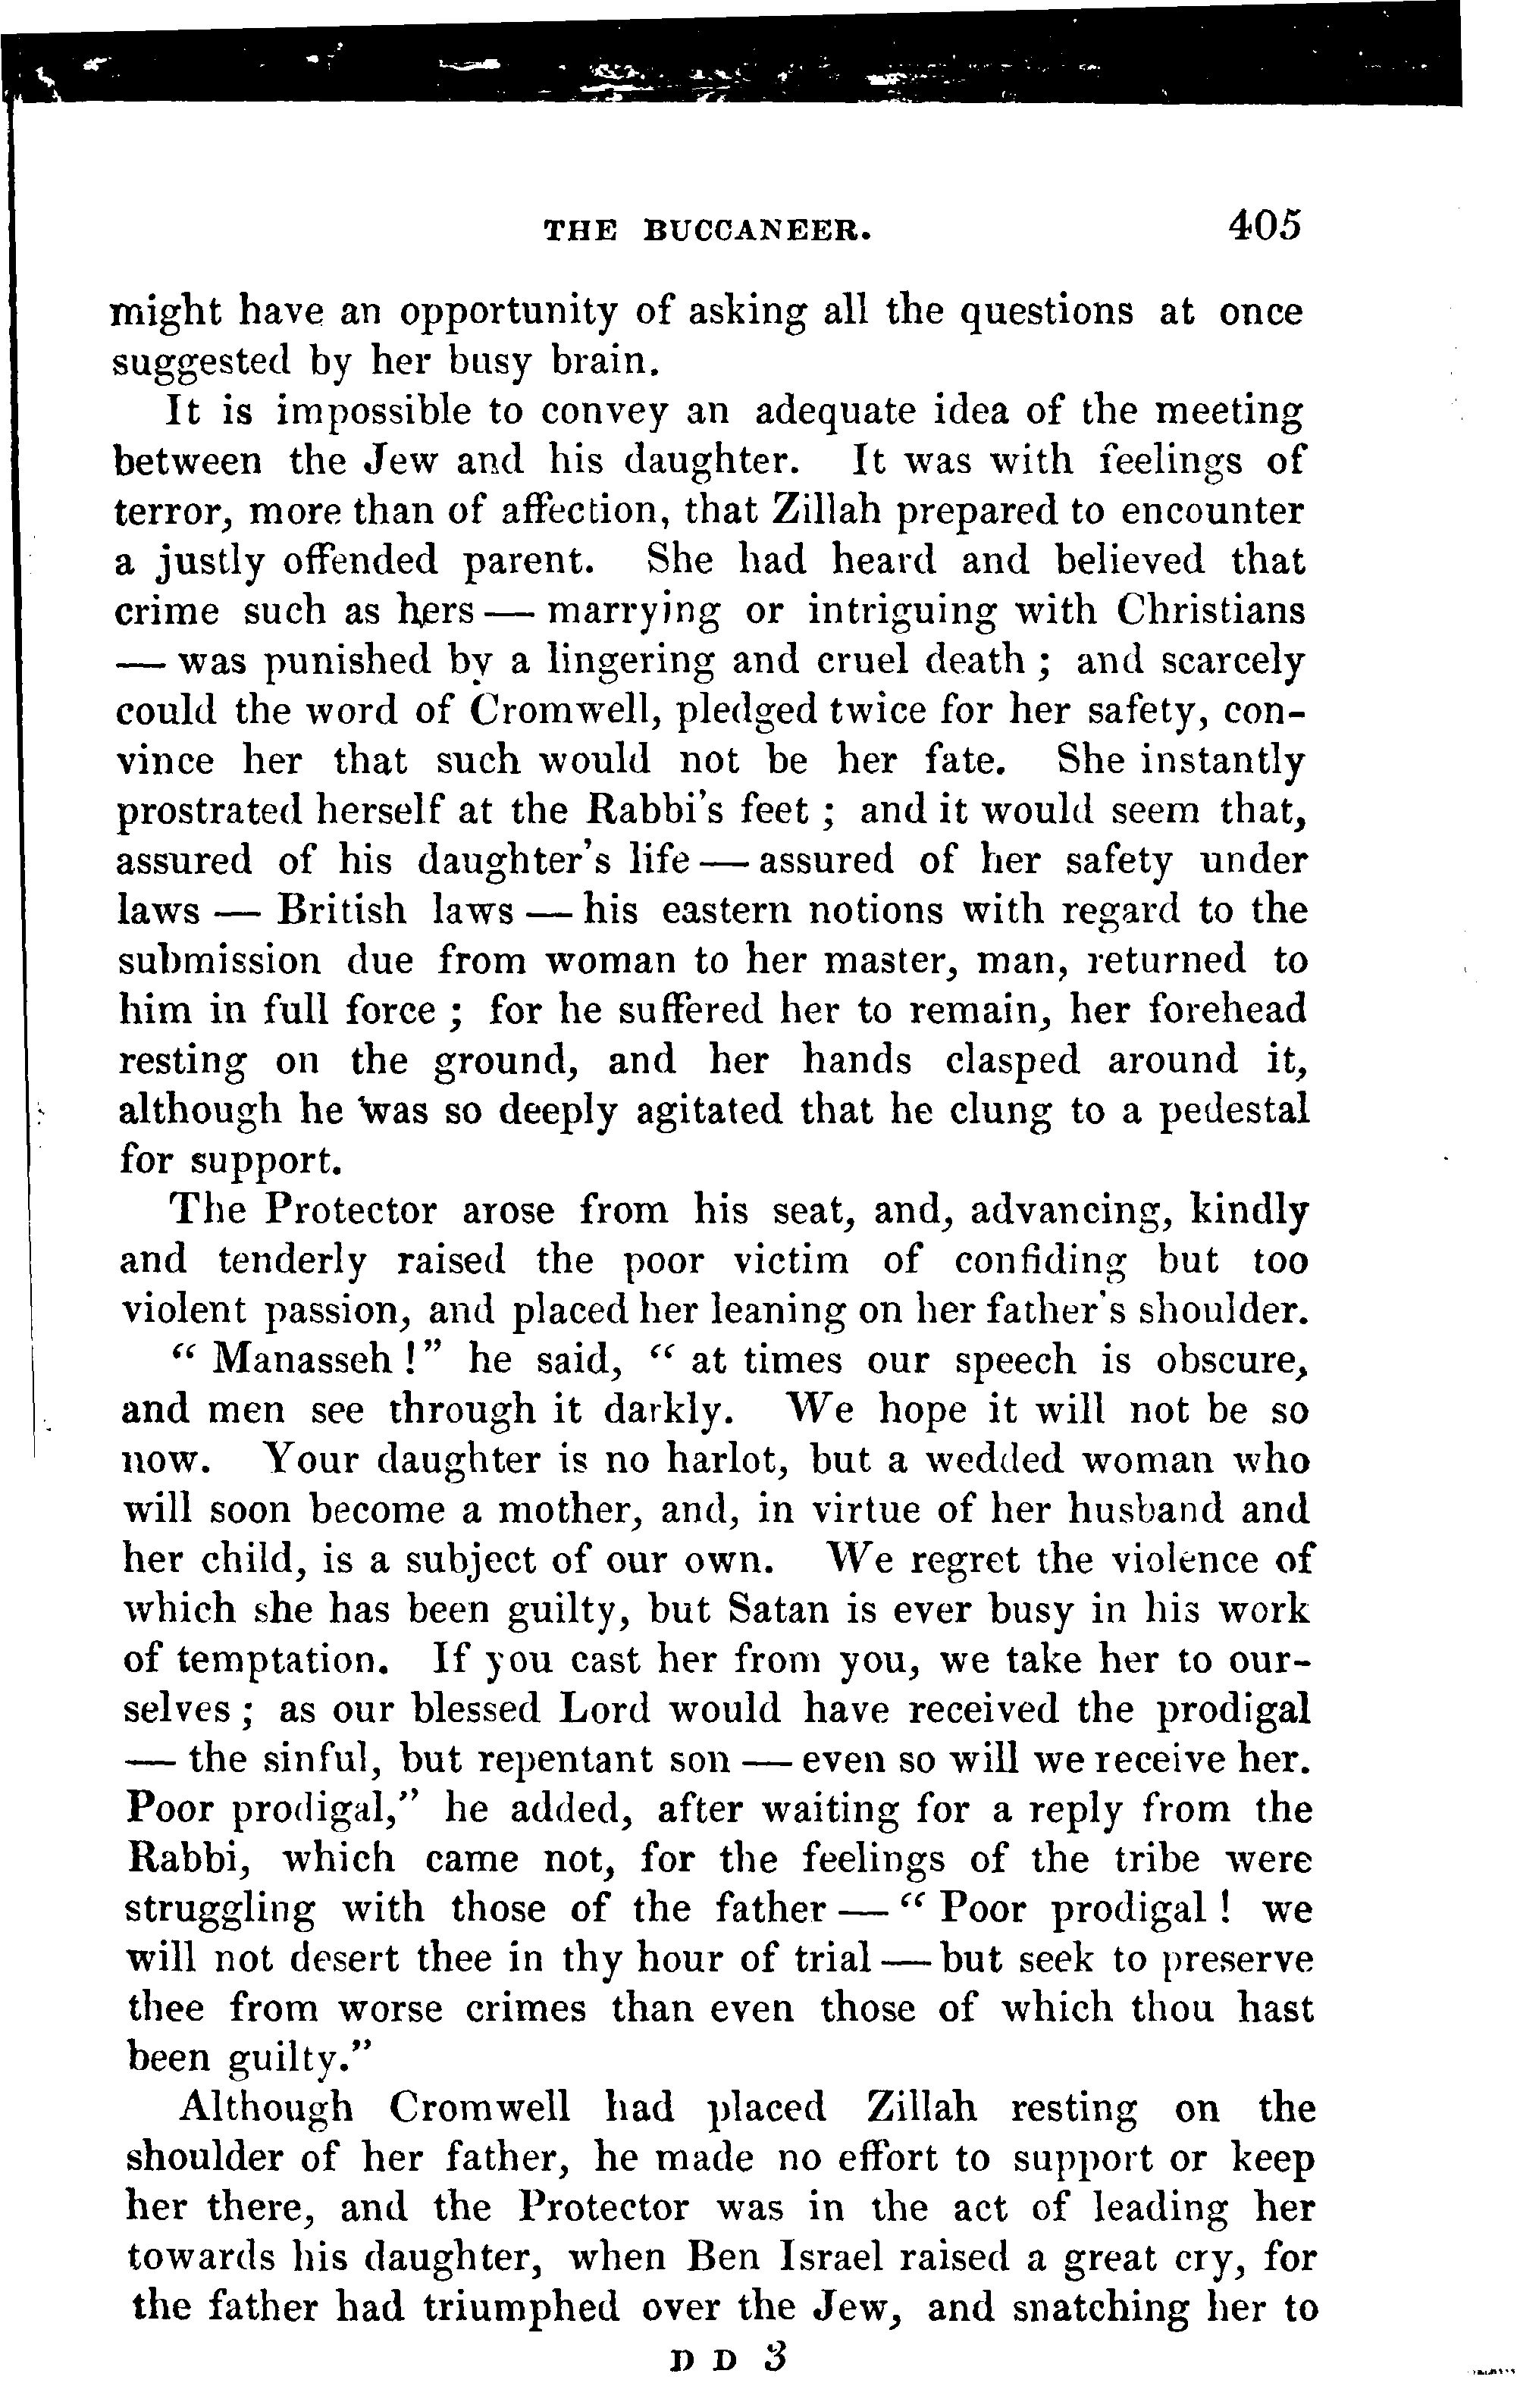 THE BUCCANEER. 405
might have an opportunity of asking all the questions at once
suggested by her busy brain.
It is impossible to convey an adequate idea of the meeting
between the Jew and his daughter. It was with feelings of
terror, more than of affection, that Zillah prepared to encounter
a justly offended parent. She had heard and believed that
crime such as hers — marrying or intriguing with Christians
— was punished by a lingering and cruel death ; and scarcely
could the word of Cromwell, pledged twice for her safety, con-
vince her that such would not be her fate. She instantly
prostrated herself at the Rabbi's feet ; and it would seem that,
assured of his daughter's life — assured of her safety under
laws — British laws — his eastern notions with regard to the
submission due from woman to her master, man, returned to
him in full force ; for he suffered her to remain, her forehead
resting on the ground, and her hands clasped around it,
although he was so deeply agitated that he clung to a pedestal
for support.
The Protector arose from his seat, and, advancing, kindly
and tenderly raised the poor victim of confiding but too
violent passion, and placed her leaning on her father's shoulder.
“ Manasseh !” he said, “ at times our speech is obscure,
and men see through it darkly. We hope it will not be so
now. Your daughter is no harlot, but a wedded woman who
will soon become a mother, and, in virtue of her husband and
her child, is a subject of our own. We regret the violence of
which she has been guilty, but Satan is ever busy in his work
of temptation. If you cast her from you, we take her to our-
selves ; as our blessed Lord would have received the prodigal
— the sinful, but repentant son — even so will we receive her.
Poor prodigal,” he added, after waiting for a reply from the
Rabbi, which came not, for the feelings of the tribe were
struggling with those of the father — “ Poor prodigal ! we
will not desert thee in thy hour of trial — but seek to preserve
thee from worse crimes than even those of which thou hast
been guilty.”
Although Cromwell had placed Zillah resting on the
shoulder of her father, he made no effort to support or keep
her there, and the Protector was in the act of leading her
towards his daughter, when Ben Israel raised a great cry, for
the father had triumphed over the Jew, and snatching her to
D D 3